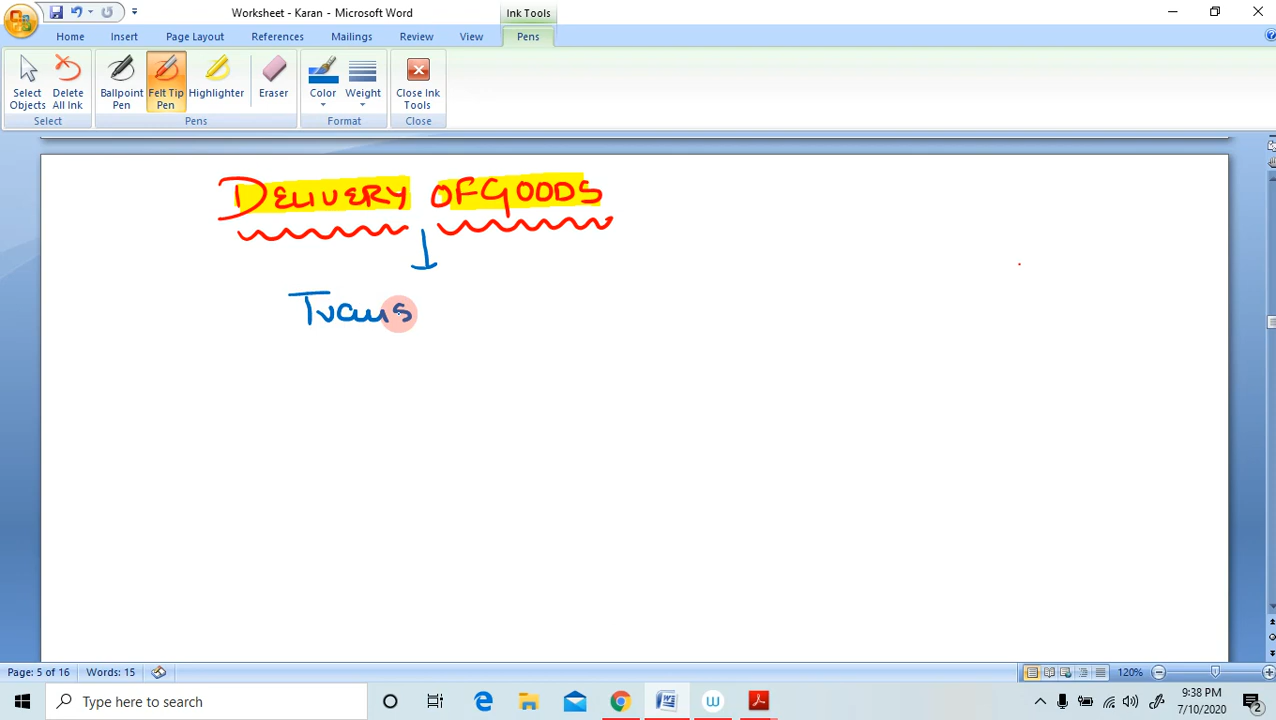 Worksheet - Karan - Microsoft Word
Ink Tools
Home Insert Page Layout References Mailings Review View Pens
Select Objects
Delete All Ink
Ballpoint Pen
Felt Tip Pen
Highlighter
Eraser
Color
Weight
Close Ink Tools
Select Pens Format Close
DELIVERY OF GOODS
Trans
Page: 5 of 16 Words: 15 120%
Type here to search
9:38 PM
7/10/2020
2